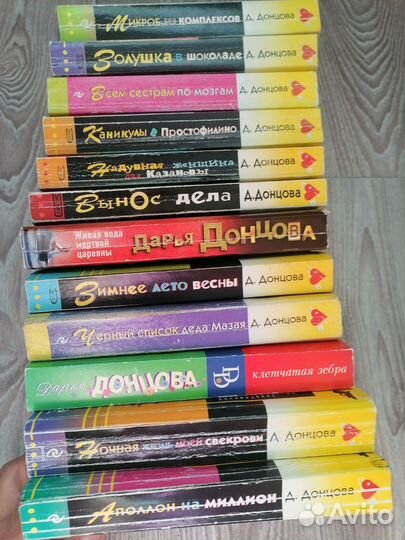 Микроб без комплексов Д. Донцова
Золушка в шоколаде Д. Донцова
Всем сестрам по мозгам Д. Донцова
Каникулы в Простофилино Д. Донцова
Надувная женщина
для Казановы Д. Донцова
Вынос дела Д.Донцова
Живая вода
мертвой
царевны
Дарья Донцова
Зимнее лето весны Д. Донцова
Черный список деда Мазая Д. Донцова
Дарья Донцова клетчатая зебра
Ночная жизнь моей свекрови Д. Донцова
Аполлон на миллион Д. Донцова
Avito